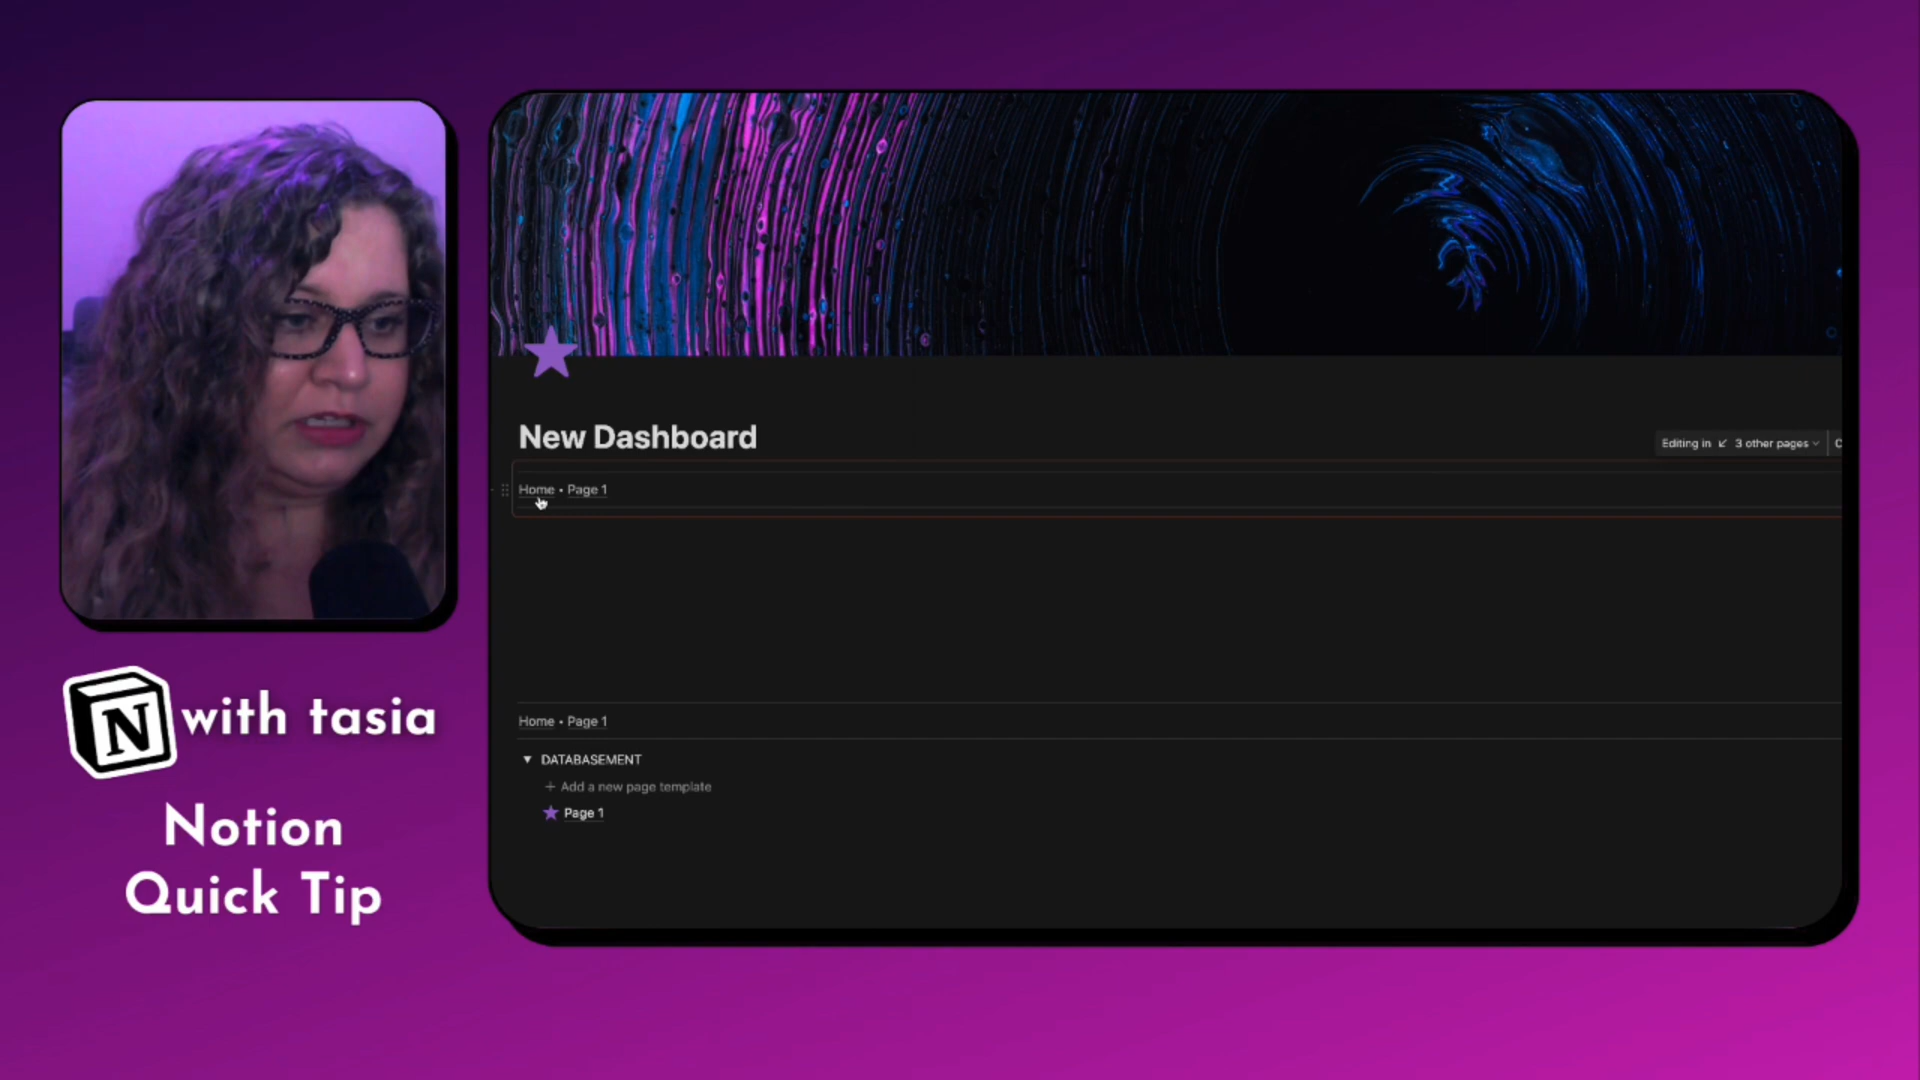 New Dashboard
Editing in ↙ 3 other pages
Home • Page 1
Home • Page 1
DATABASEMENT
+ Add a new page template
Page 1
N with tasia
Notion
Quick Tip